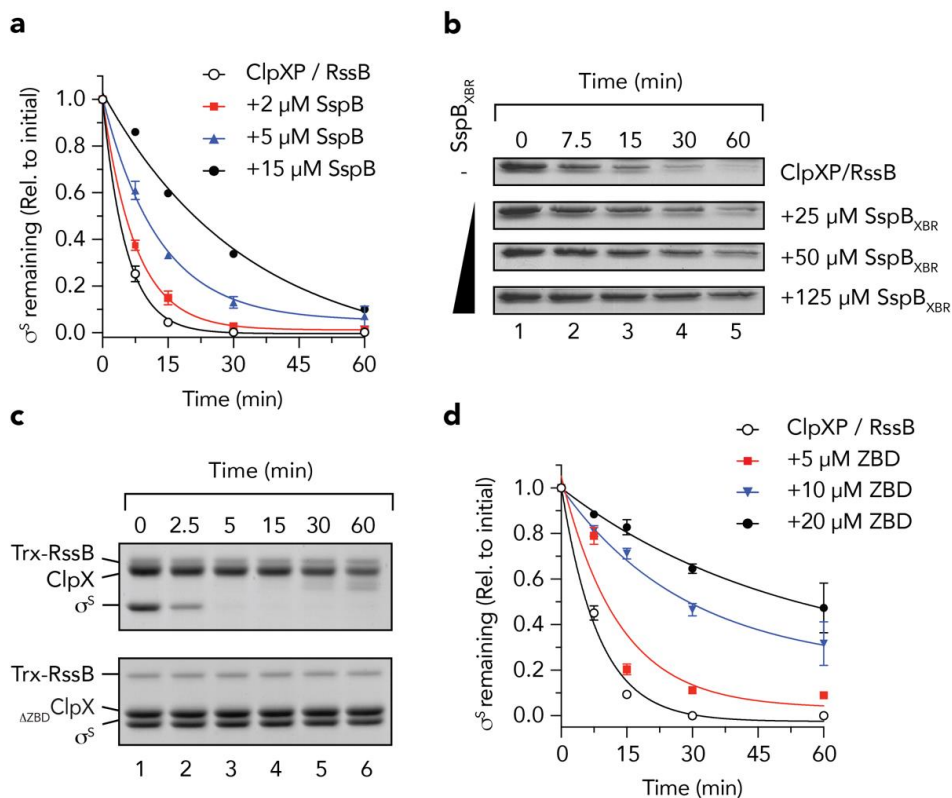 a
ClpXP / RssB
+2 µM SspB
+5 µM SspB
+15 µM SspB
σS remaining (Rel. to initial)
1.0
0.8
0.6
0.4
0.2
0.0
0 15 30 45 60
Time (min)
b
Time (min)
SspBXBR
0 7.5 15 30 60
- ClpXP/RssB
+25 µM SspBXBR
+50 µM SspBXBR
+125 µM SspBXBR
1 2 3 4 5
c
Time (min)
0 2.5 5 15 30 60
Trx-RssB
ClpX
σS
Trx-RssB
ΔZBDClpX
σS
1 2 3 4 5 6
d
ClpXP / RssB
+5 µM ZBD
+10 µM ZBD
+20 µM ZBD
σS remaining (Rel. to initial)
1.0
0.8
0.6
0.4
0.2
0.0
0 15 30 45 60
Time (min)